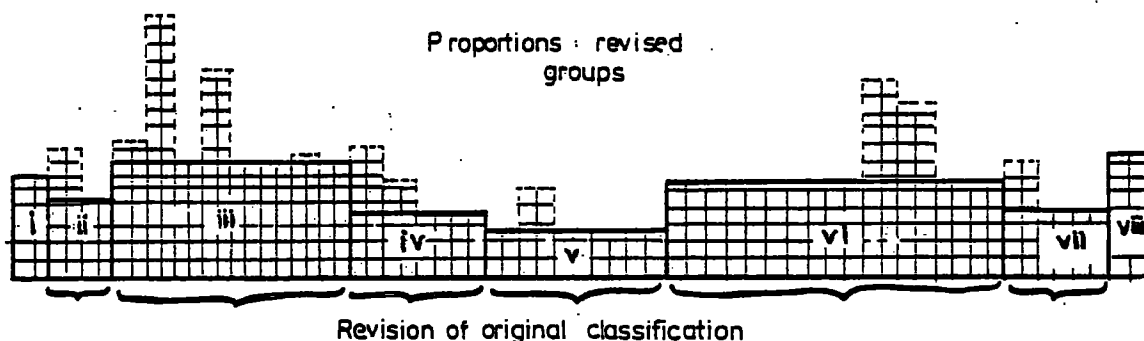 Proportions : revised
groups
i ii iii iv v vi vii viii
Revision of original classification